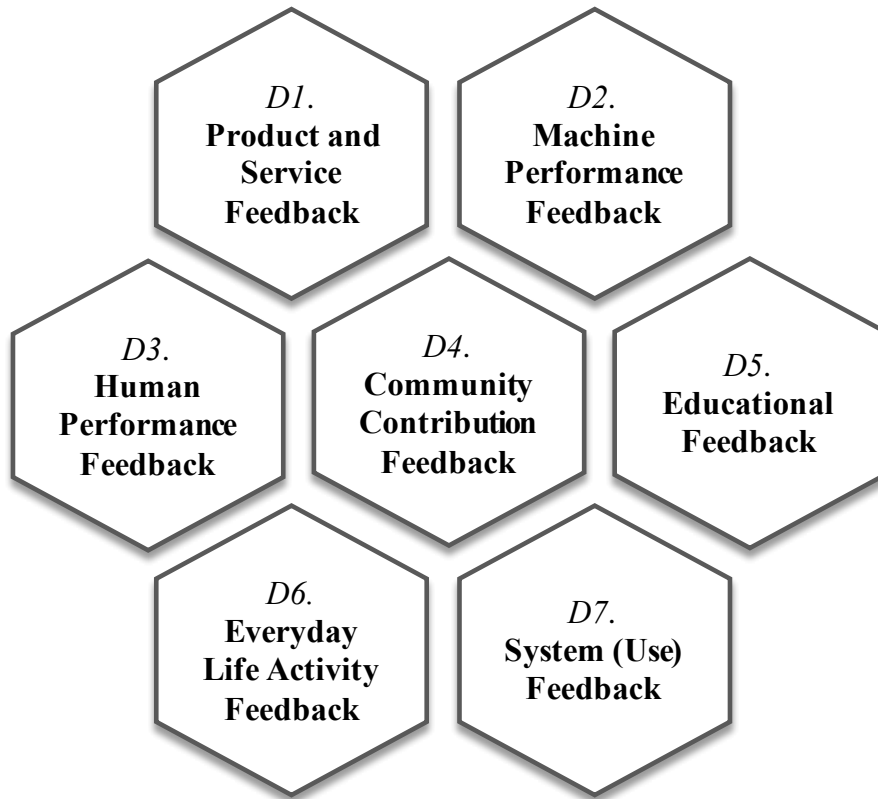 D1.
Product and
Service
Feedback
D2.
Machine
Performance
Feedback
D3.
Human
Performance
Feedback
D4.
Community
Contribution
Feedback
D5.
Educational
Feedback
D6.
Everyday
Life Activity
Feedback
D7.
System (Use)
Feedback